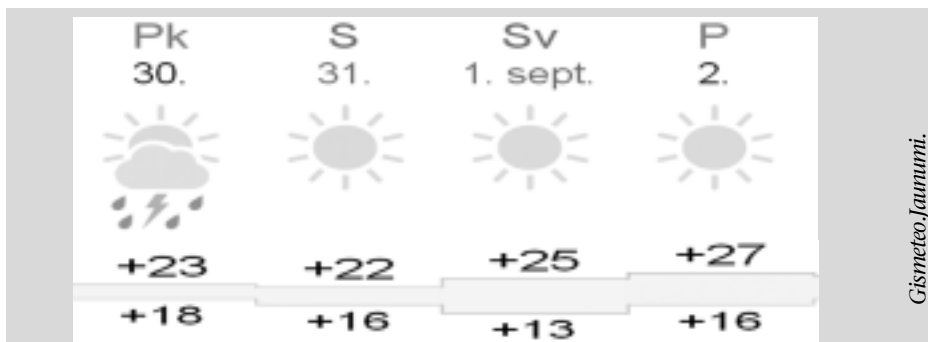 Pk S Sv P
30. 31. 1. sept. 2.
+23 +22 +25 +27
+18 +16 +13 +16
Gismeteo.Jaunumi.